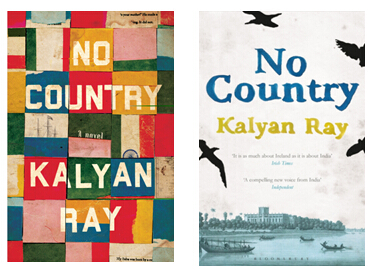 NO
COUNTRY
a novel
KALYAN
RAY
No
Country
Kalyan Ray
'It is as much about Ireland as it is about India'
Irish Times
'A compelling new voice from India'
Independent
BLOOMSBURY